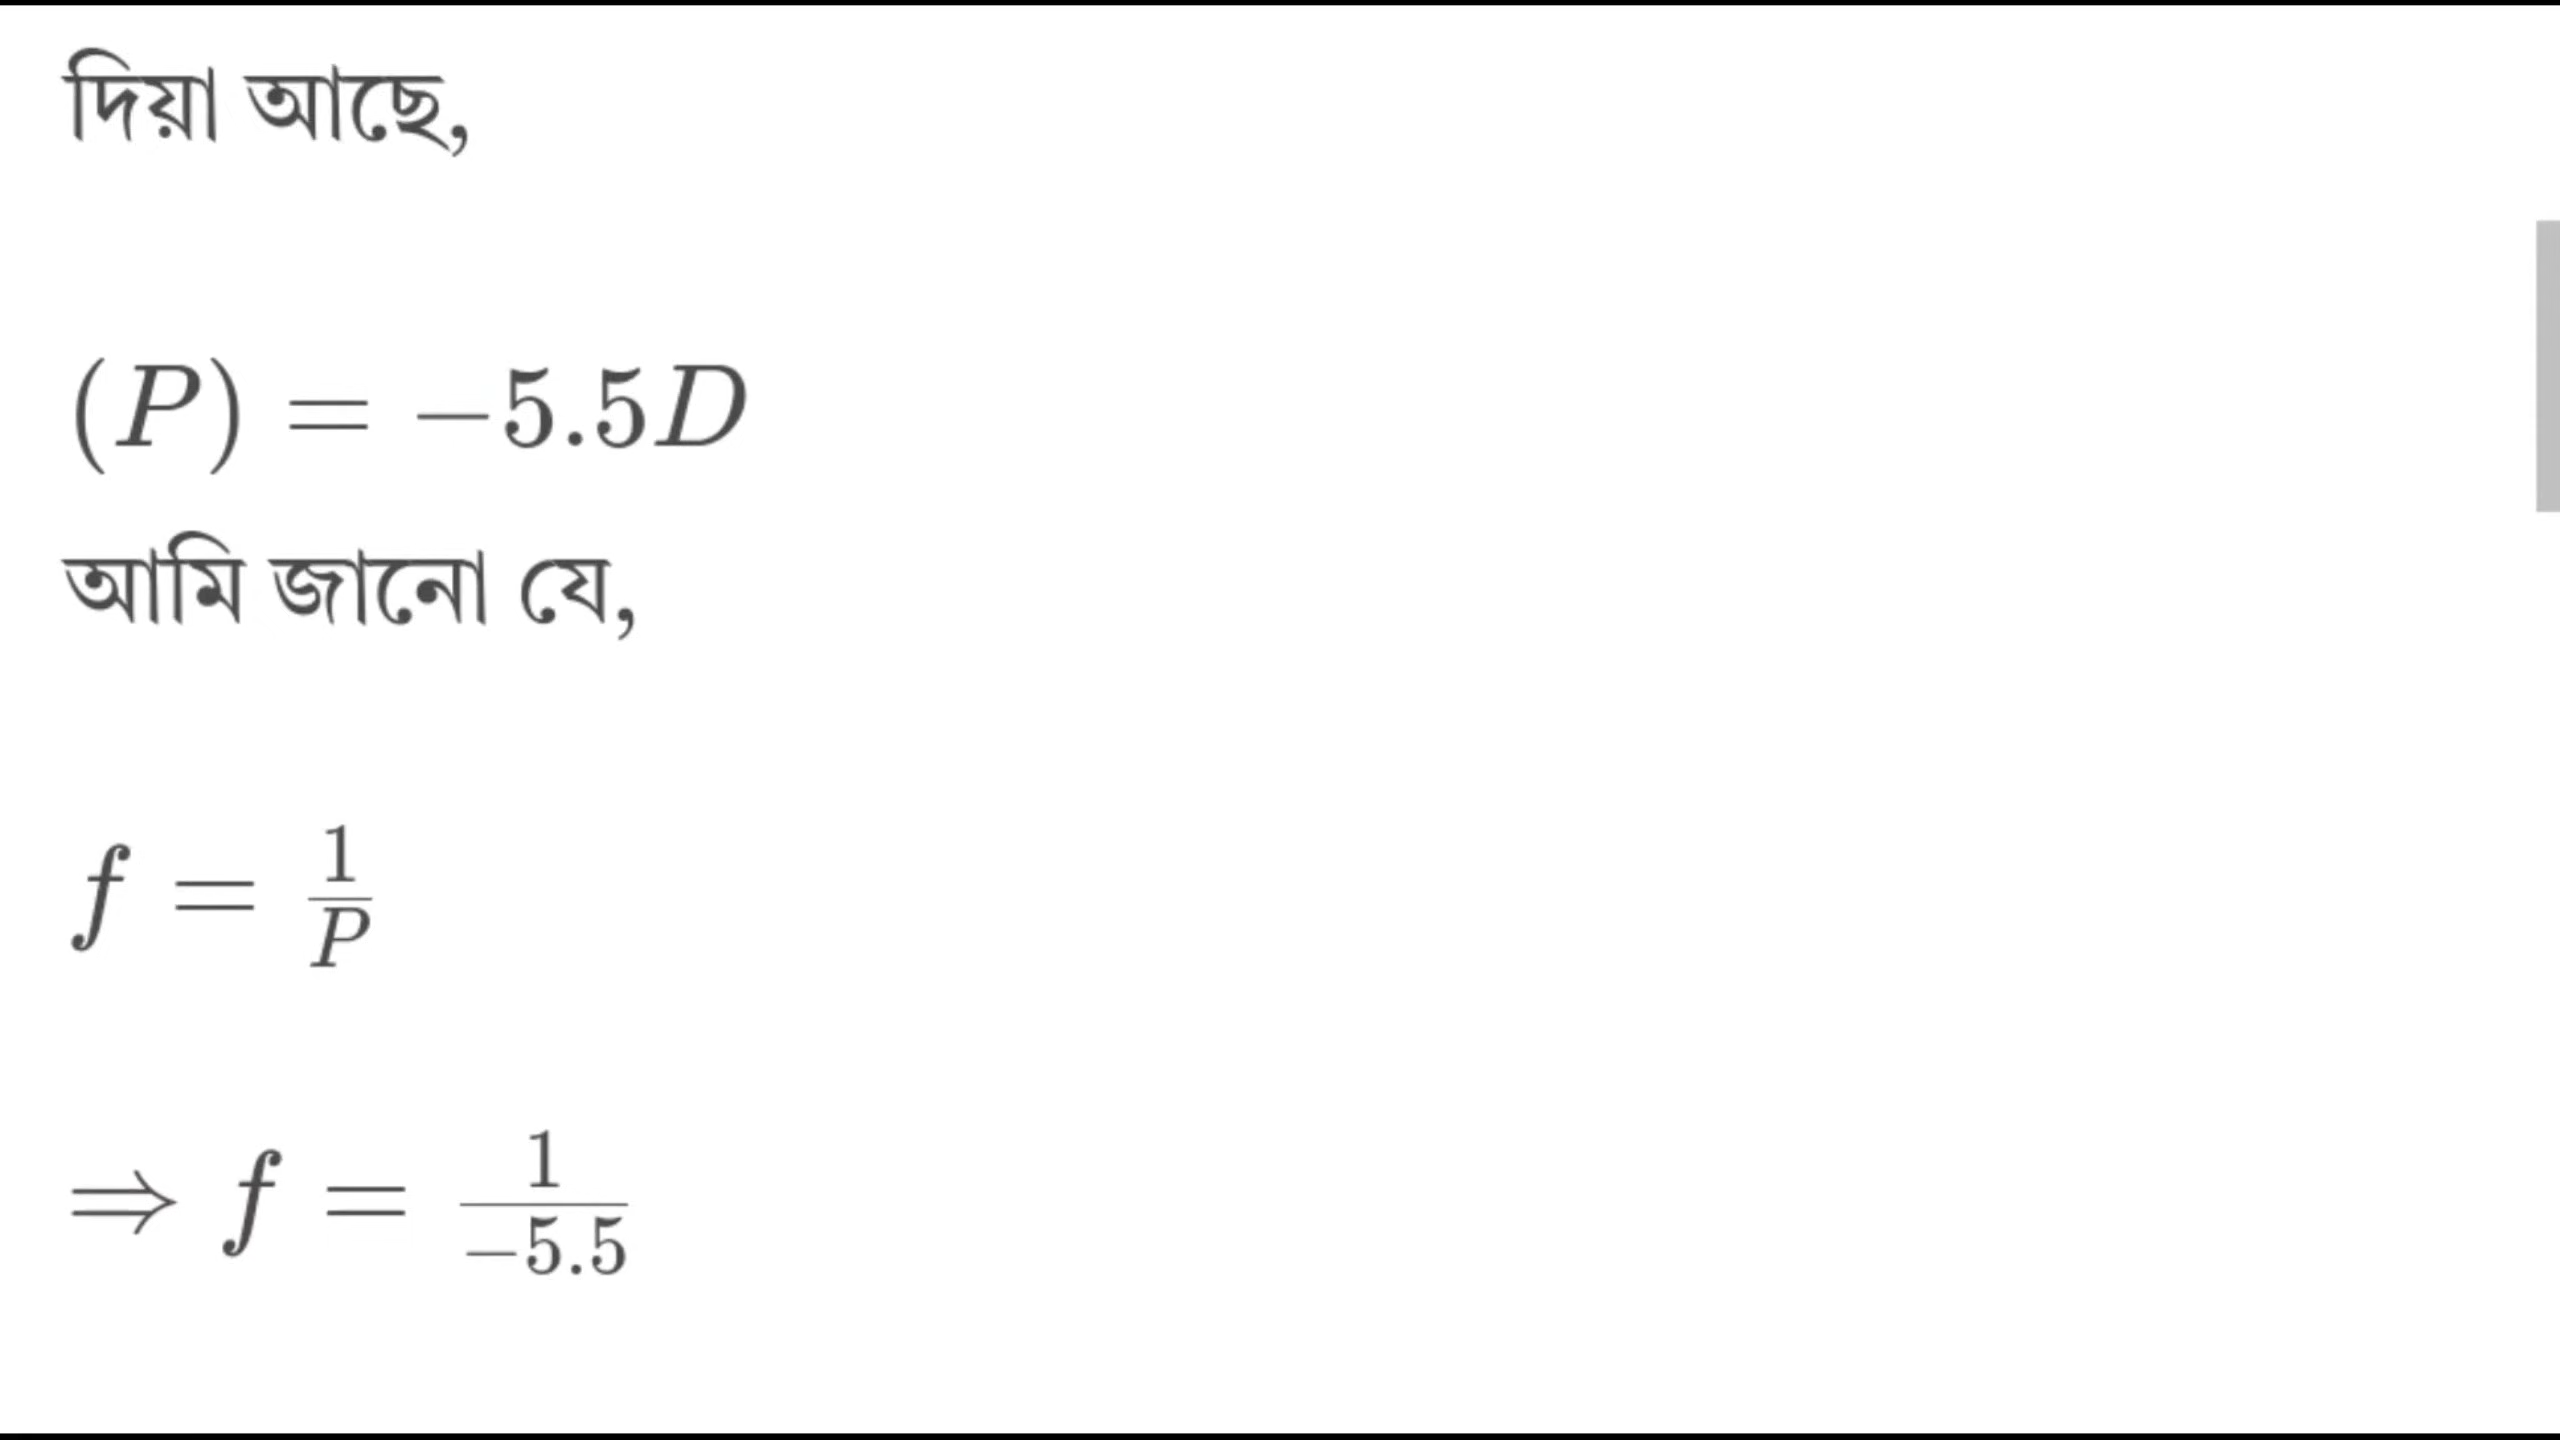 দিয়া আছে,
(P) = −5.5D
আমি জানো যে,
f = 1/P
⇒ f = 1/−5.5